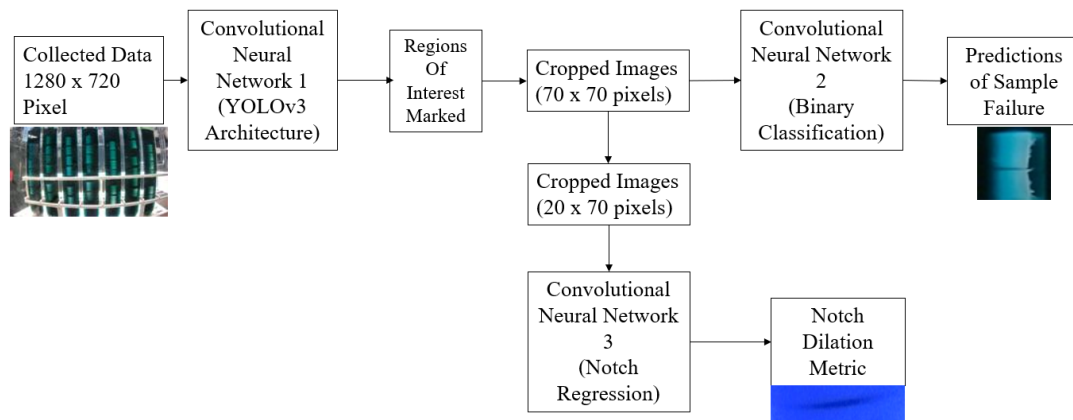 Collected Data
1280 x 720
Pixel
Convolutional
Neural
Network 1
(YOLOv3
Architecture)
Regions
Of
Interest
Marked
Cropped Images
(70 x 70 pixels)
Convolutional
Neural Network
2
(Binary
Classification)
Predictions
of Sample
Failure
Cropped Images
(20 x 70 pixels)
Convolutional
Neural Network
3
(Notch
Regression)
Notch
Dilation
Metric